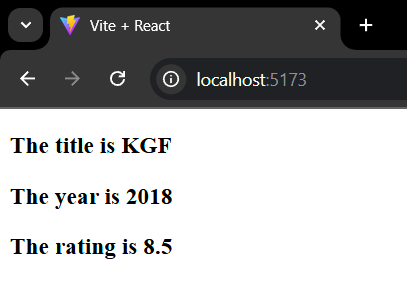 Vite + React
localhost:5173
The title is KGF
The year is 2018
The rating is 8.5